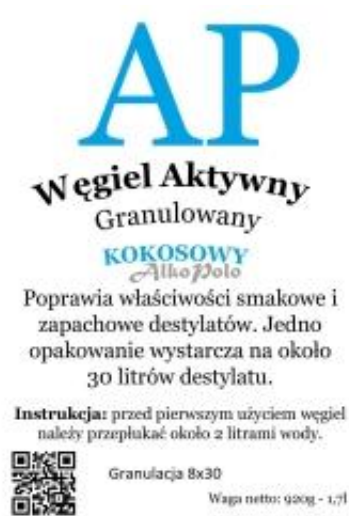 AP
Węgiel Aktywny
Granulowany
KOKOSOWY
AlkoPolo
Poprawia właściwości smakowe i
zapachowe destylatów. Jedno
opakowanie wystarcza na około
30 litrów destylatu.
Instrukcja: przed pierwszym użyciem węgiel
należy przepłukać około 2 litrami wody.
Granulacja 8x30
Waga netto: 920g - 1,7l